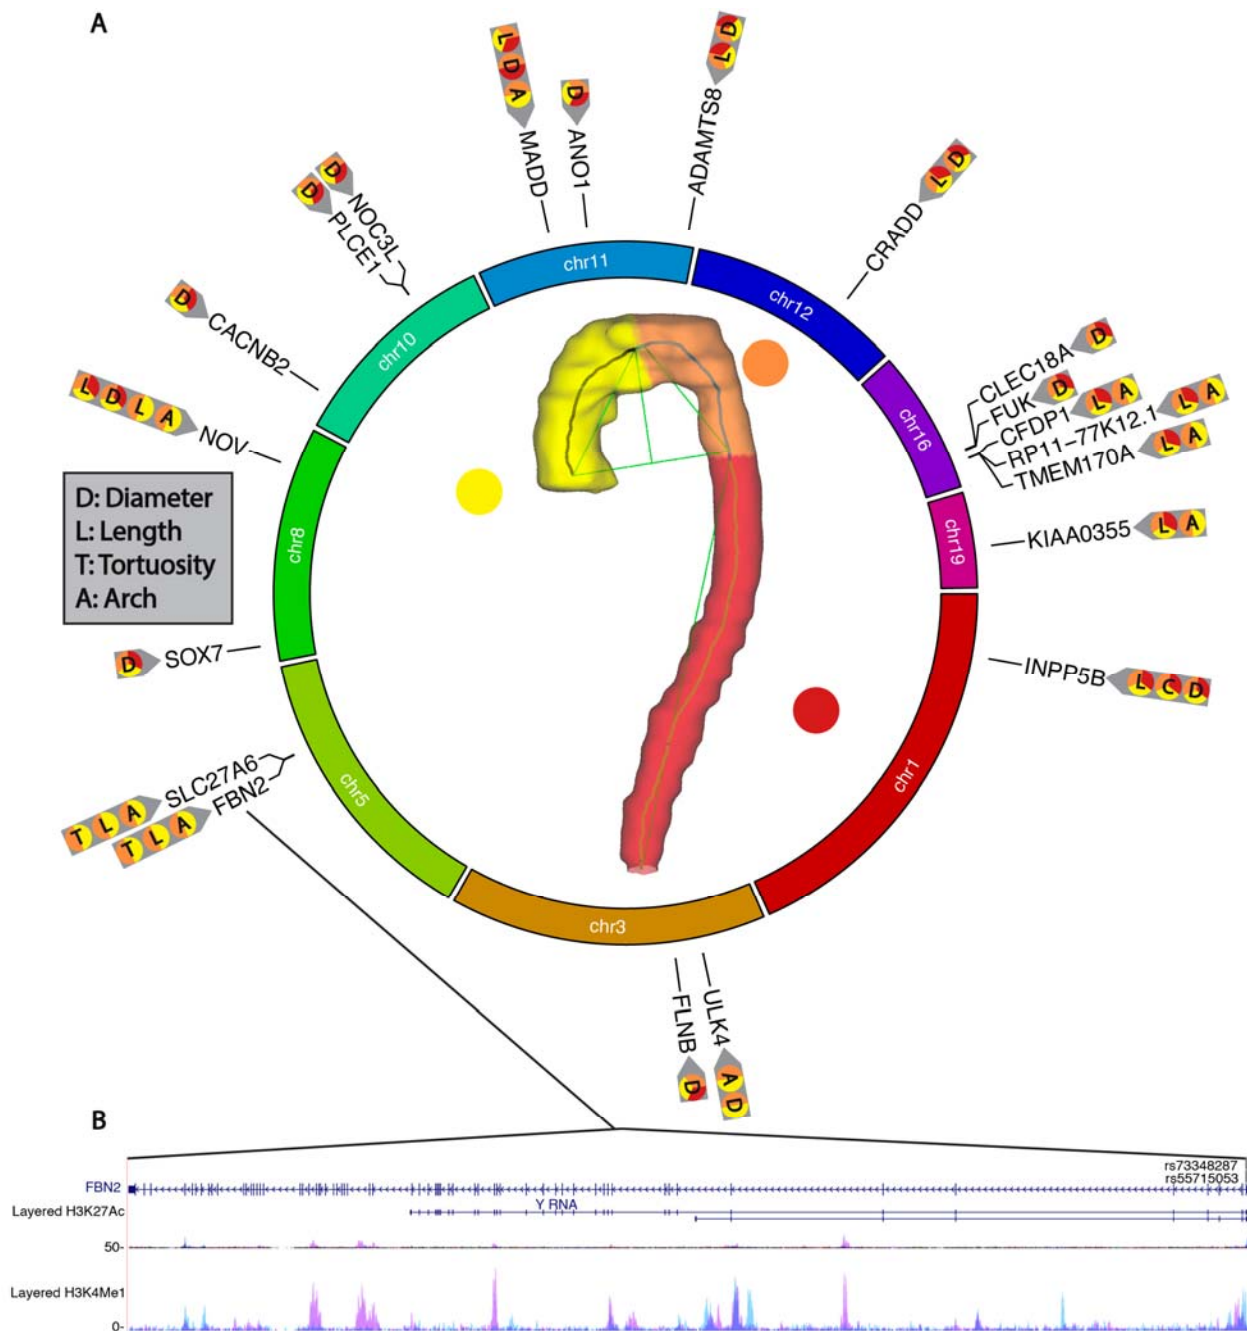 A
L D A MADD
D ANO1
D L ADAMTS8
CRADD L D
D NOC3L
D PLCE1
D CACNB2
L D L A NOV
chr11
chr12
chr10
chr16
chr8
chr19
chr5
chr1
chr3
CLEC18A D
FUK D
CFDP1 L A
RP11-77K12.1 L A
TMEM170A L A
KIAA0355 L A
INPP5B L C D
D: Diameter
L: Length
T: Tortuosity
A: Arch
D SOX7
T L A SLC27A6
T L A FBN2
FLNB D
ULK4 A D
B
rs73348287
rs55715053
FBN2
Y RNA
Layered H3K27Ac
50-
Layered H3K4Me1
0-